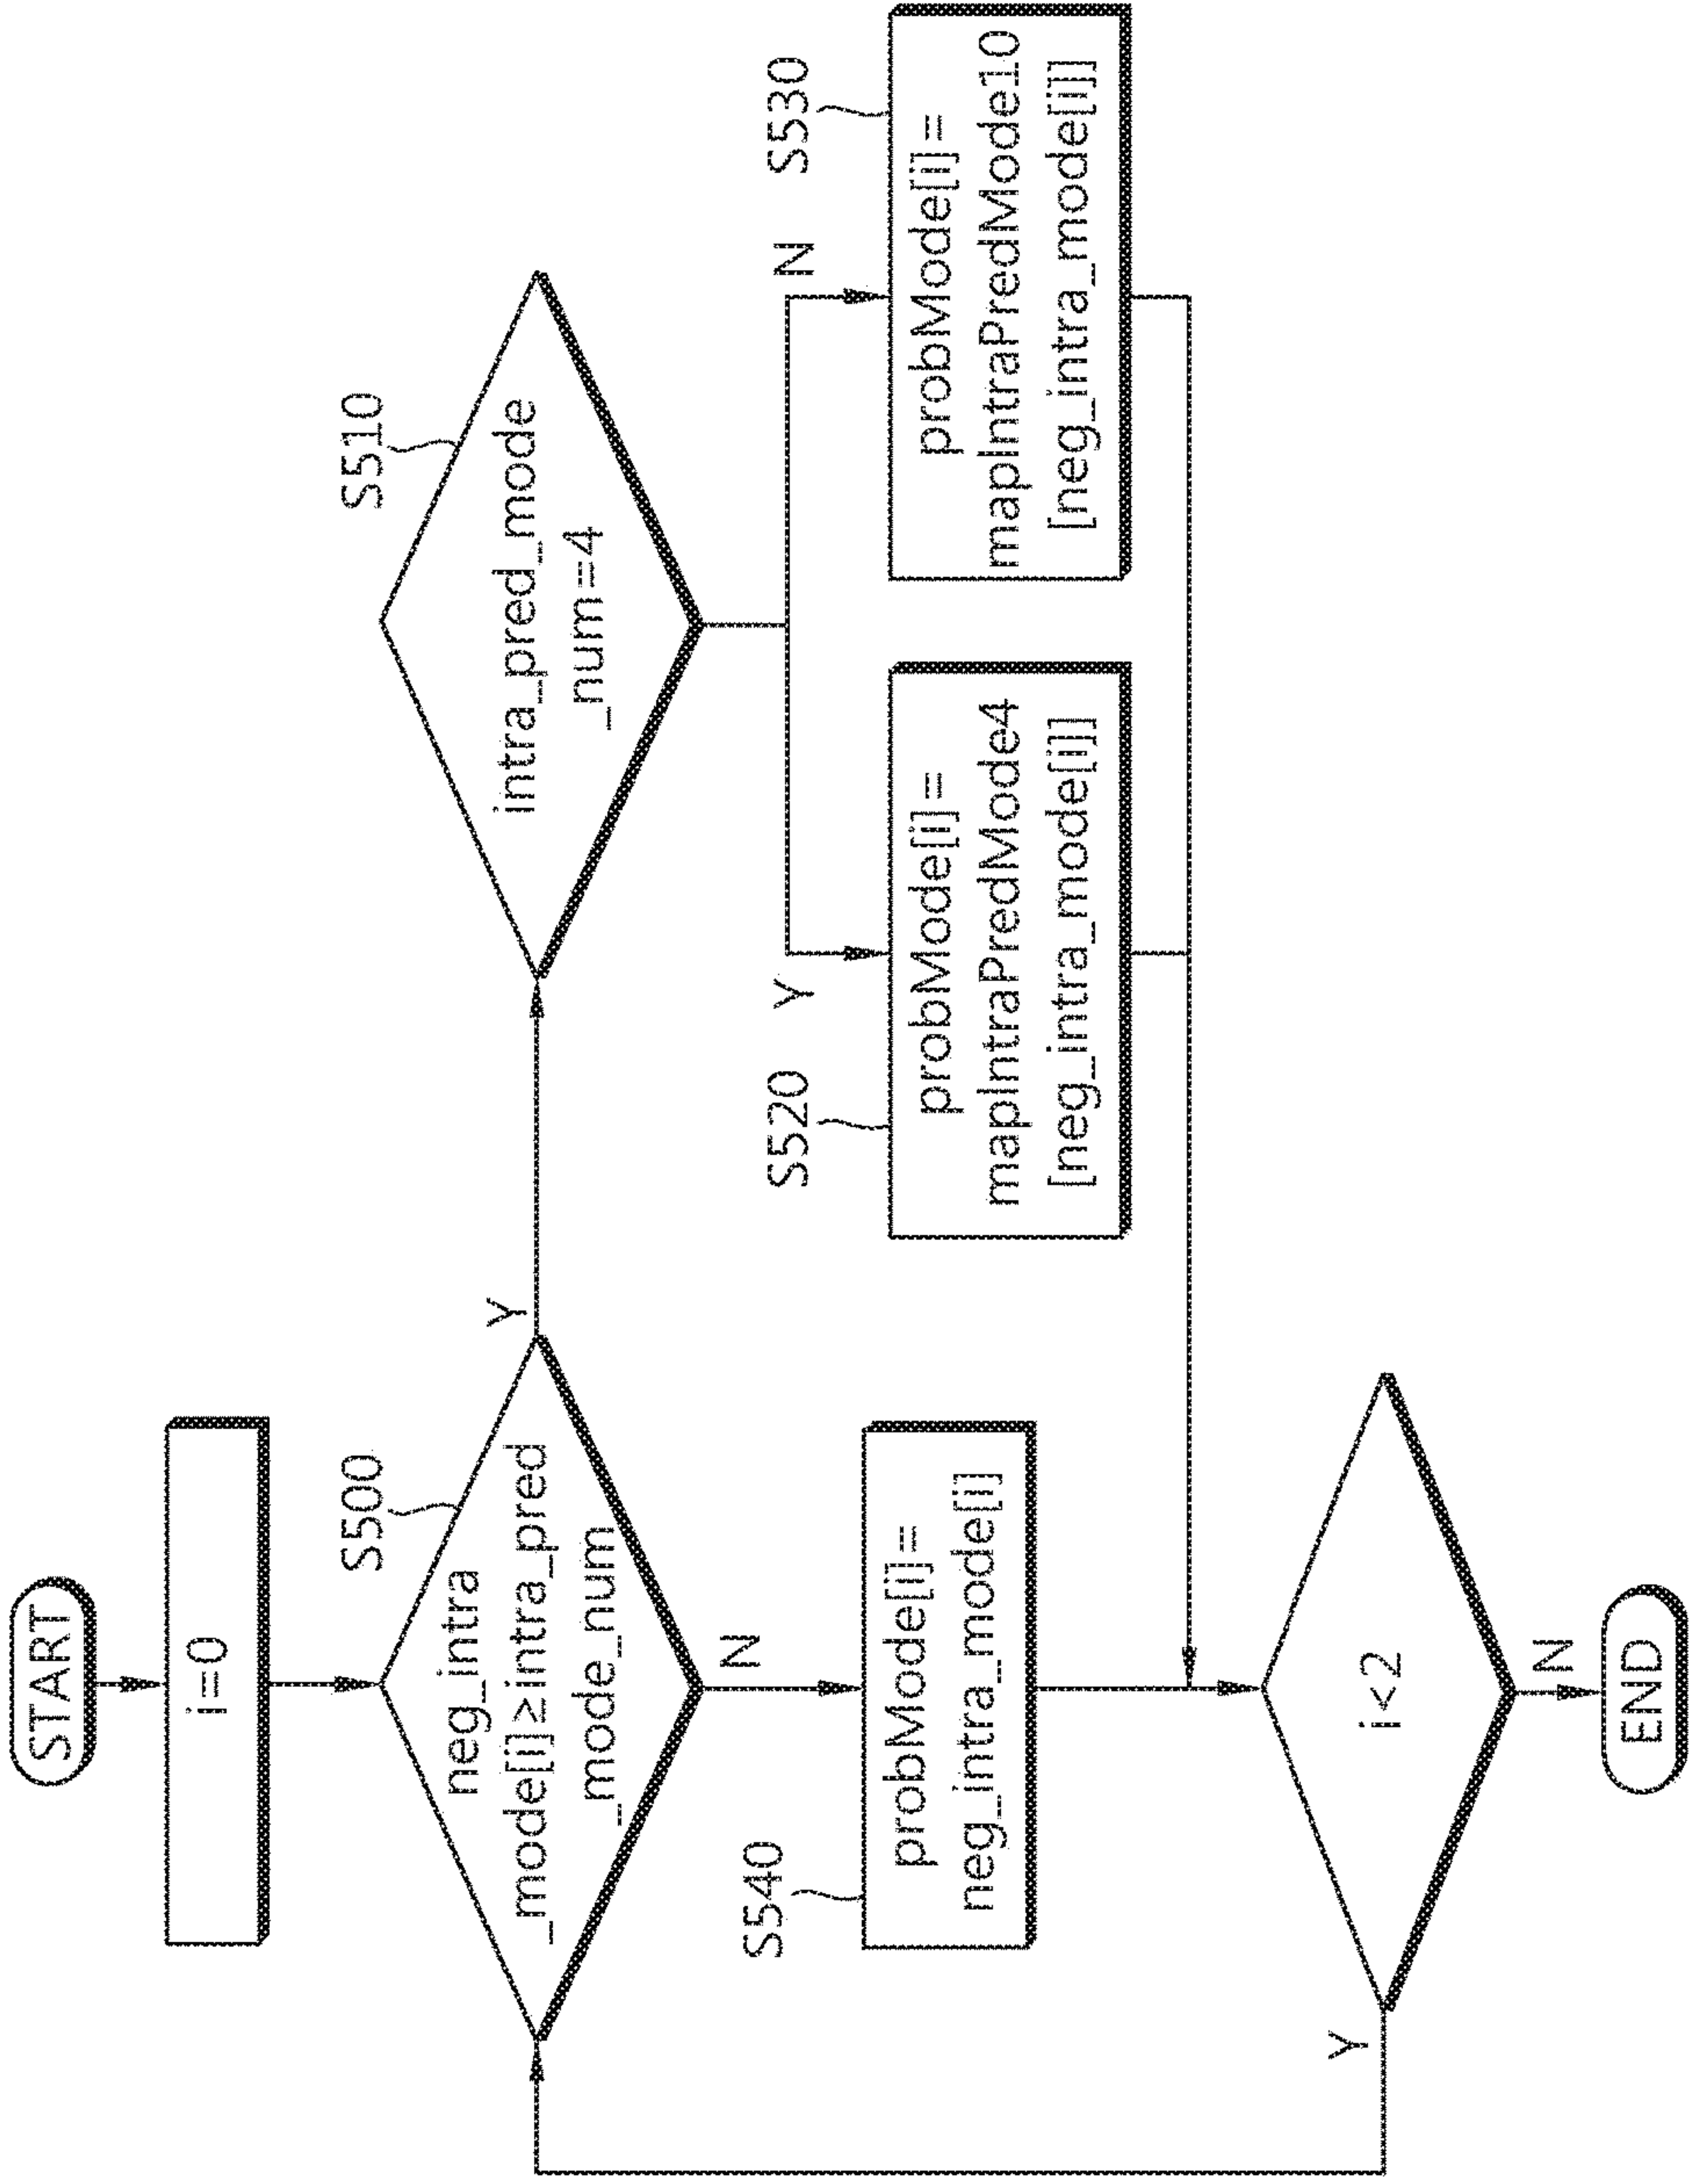 START
i=0
S500
neg_intra
_mode[i]≥intra_pred
_mode_num
Y
N
S510
intra_pred_mode
_num=4
Y
N
S520
probMode[i]=
mapIntraPredMode4
[neg_intra_mode[i]]
S530
probMode[i]=
mapIntraPredMode10
[neg_intra_mode[i]]
S540
probMode[i]=
neg_intra_mode[i]
i<2
Y
N
END